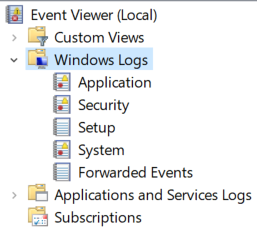 Event Viewer (Local)
Custom Views
Windows Logs
Application
Security
Setup
System
Forwarded Events
Applications and Services Logs
Subscriptions